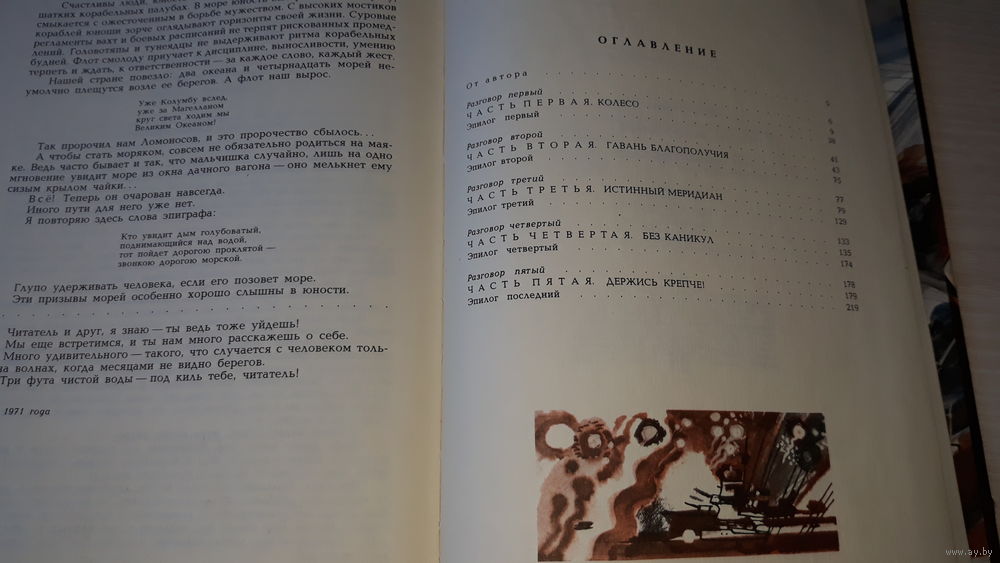 Счастливы люди,
шатких корабельных палубах. В море юность
смыкается с ожесточенным в борьбе мужеством. С высоких мостиков
кораблей юноши зорче оглядывают горизонты своей жизни. Суровые
регламенты вахт и боевых расписаний не терпят рискованных промед-
лений. Головотяпы и тунеядцы не выдерживают ритма корабельных
будней. Флот смолоду приучает к дисциплине, выносливости, умению
терпеть и ждать, к ответственности — за каждое слово, каждый жест.
Нашей стране повезло: два океана и четырнадцать морей не-
умолчно плещутся возле ее берегов. А флот наш вырос.
Уже Колумбу вслед,
уже за Магелланом
круг света ходим мы
Великим Океаном!
Так пророчил нам Ломоносов, и это пророчество сбылось...
А чтобы стать моряком, совсем не обязательно родиться на мая-
ке. Ведь часто бывает и так, что мальчишка случайно, лишь на одно
мгновение увидит море из окна дачного вагона — оно мелькнет ему
сизым крылом чайки...
Всё! Теперь он очарован навсегда.
Иного пути для него уже нет.
Я повторяю здесь слова эпиграфа:
Кто увидит дым голубоватый,
поднимающийся над водой,
тот пойдет дорогою проклятой —
звонкою дорогою морской.
Глупо удерживать человека, если его позовет море.
Эти призывы морей особенно хорошо слышны в юности.
Читатель и друг, я знаю — ты ведь тоже уйдешь!
Мы еще встретимся, и ты нам много расскажешь о себе.
Много удивительного — такого, что случается с человеком толь-
на волнах, когда месяцами не видно берегов.
Три фута чистой воды — под киль тебе, читатель!
1971 года
ОГЛАВЛЕНИЕ
От автора 5
Разговор первый 6
ЧАСТЬ ПЕРВАЯ. КОЛЕСО 9
Эпилог первый 38
Разговор второй 41
ЧАСТЬ ВТОРАЯ. ГАВАНЬ БЛАГОПОЛУЧИЯ 43
Эпилог второй 75
Разговор третий 77
ЧАСТЬ ТРЕТЬЯ. ИСТИННЫЙ МЕРИДИАН 79
Эпилог третий 129
Разговор четвертый 133
ЧАСТЬ ЧЕТВЕРТАЯ. БЕЗ КАНИКУЛ 135
Эпилог четвертый 174
Разговор пятый 178
ЧАСТЬ ПЯТАЯ. ДЕРЖИСЬ КРЕПЧЕ! 179
Эпилог последний 219
www.ay.by